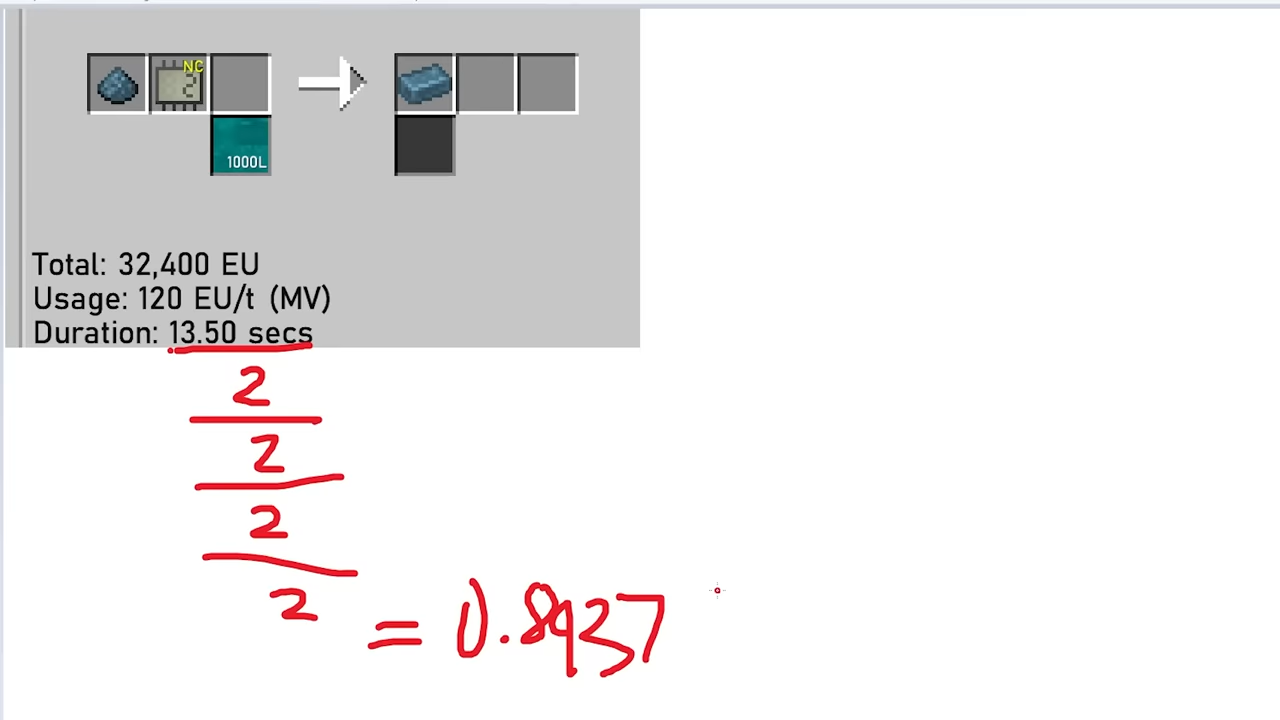 NC
2
1000L
Total: 32,400 EU
Usage: 120 EU/t (MV)
Duration: 13.50 secs
2
2
2
2
= 0.8437